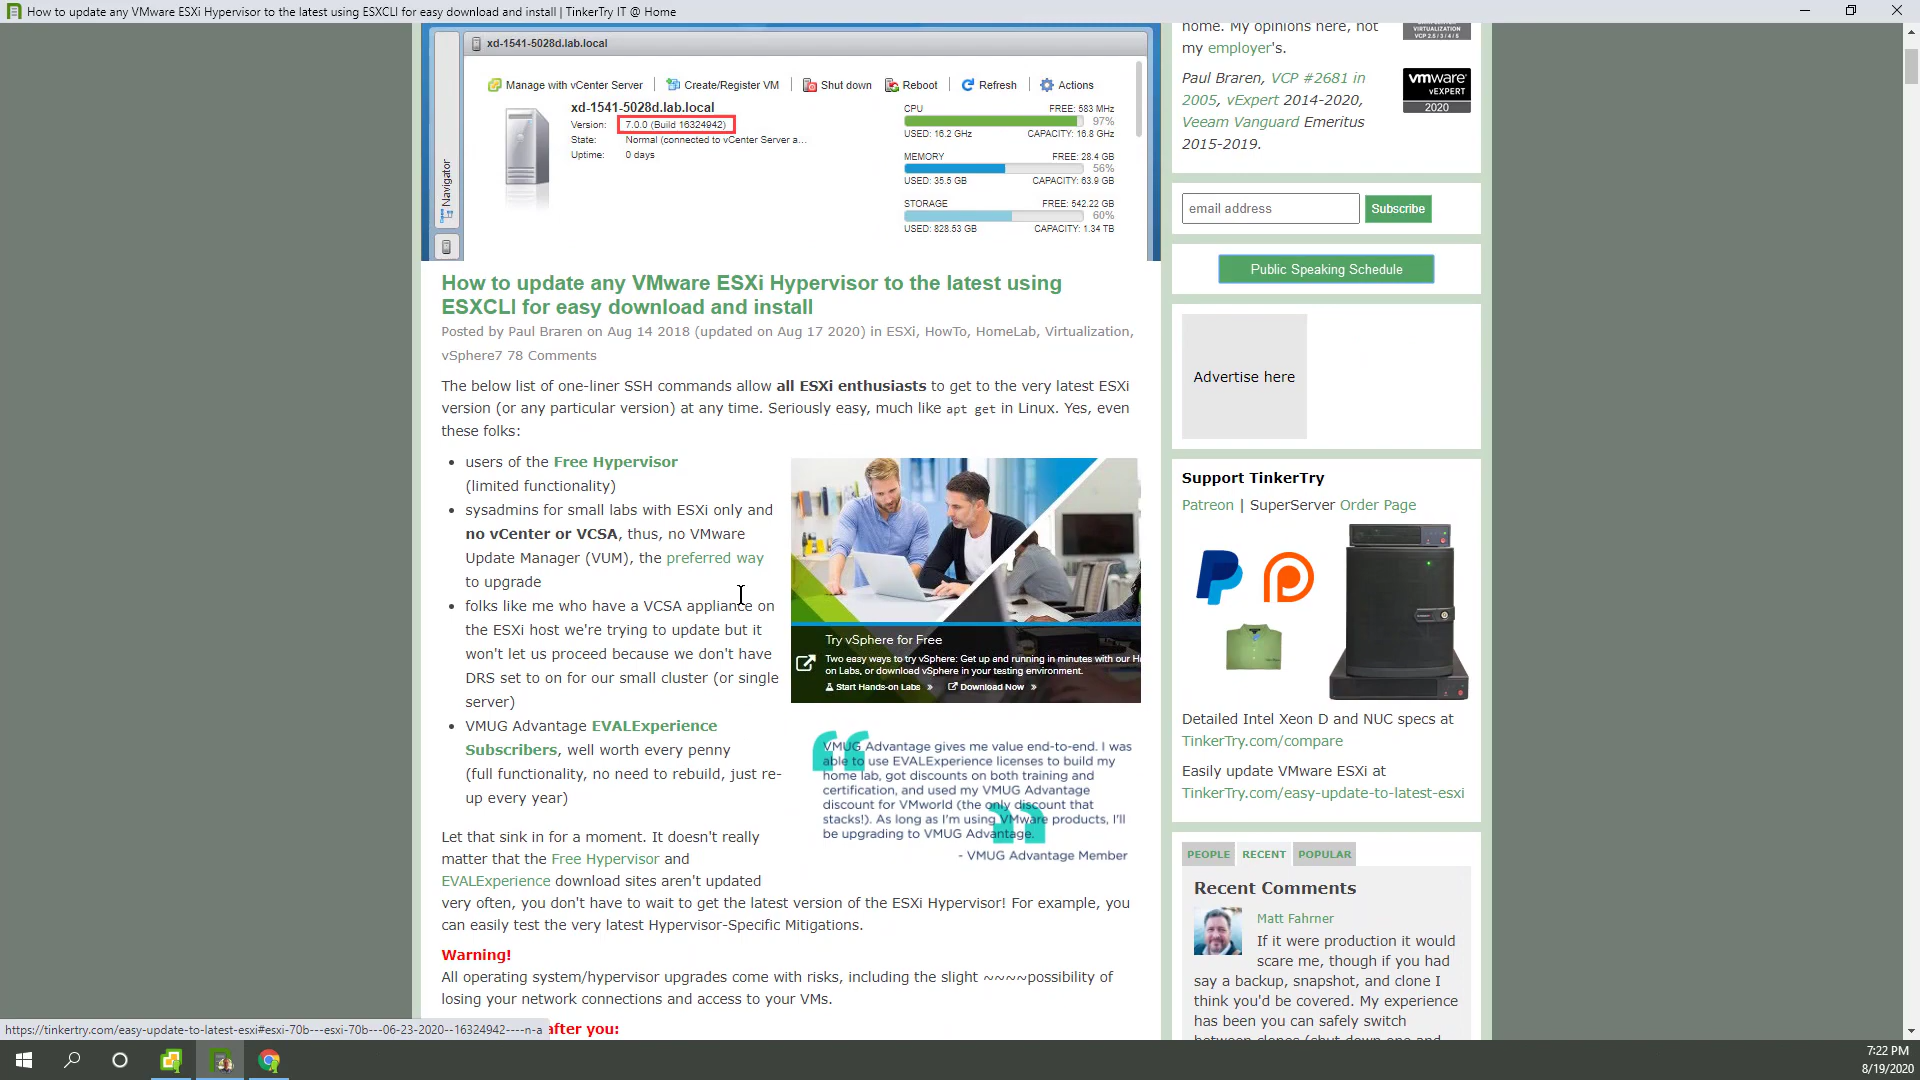 How to update any VMware ESXi Hypervisor to the latest using ESXCLI for easy download and install | TinkerTry IT @ Home
xd-1541-5028d.lab.local
Manage with vCenter Server
Create/Register VM
Shut down
Reboot
Refresh
Actions
Navigator
xd-1541-5028d.lab.local
Version: 7.0.0 (Build 16324942)
State: Normal (connected to vCenter Server a...
Uptime: 0 days
CPU FREE: 583 MHz
97%
USED: 16.2 GHz CAPACITY: 16.8 GHz
MEMORY FREE: 28.4 GB
56%
USED: 35.5 GB CAPACITY: 63.9 GB
STORAGE FREE: 542.22 GB
60%
USED: 828.53 GB CAPACITY: 1.34 TB
How to update any VMware ESXi Hypervisor to the latest using
ESXCLI for easy download and install
Posted by Paul Braren on Aug 14 2018 (updated on Aug 17 2020) in ESXi, HowTo, HomeLab, Virtualization,
vSphere7 78 Comments
The below list of one-liner SSH commands allow all ESXi enthusiasts to get to the very latest ESXi
version (or any particular version) at any time. Seriously easy, much like apt get in Linux. Yes, even
these folks:
• users of the Free Hypervisor
(limited functionality)
• sysadmins for small labs with ESXi only and
no vCenter or VCSA, thus, no VMware
Update Manager (VUM), the preferred way
to upgrade
• folks like me who have a VCSA appliance on
the ESXi host we're trying to update but it
won't let us proceed because we don't have
DRS set to on for our small cluster (or single
server)
• VMUG Advantage EVALExperience
Subscribers, well worth every penny
(full functionality, no need to rebuild, just re-
up every year)
Try vSphere for Free
Two easy ways to try vSphere: Get up and running in minutes with our H
on Labs, or download vSphere in your testing environment.
Start Hands-on Labs » Download Now »
VMUG Advantage gives me value end-to-end. I was
able to use EVALExperience licenses to build my
home lab, got discounts on both training and
certification, and used my VMUG Advantage
discount for VMworld (the only discount that
stacks!). As long as I'm using VMware products, I'll
be upgrading to VMUG Advantage.
- VMUG Advantage Member
Let that sink in for a moment. It doesn't really
matter that the Free Hypervisor and
EVALExperience download sites aren't updated
very often, you don't have to wait to get the latest version of the ESXi Hypervisor! For example, you
can easily test the very latest Hypervisor-Specific Mitigations.
Warning!
All operating system/hypervisor upgrades come with risks, including the slight ~~~~possibility of
losing your network connections and access to your VMs.
after you:
https://tinkertry.com/easy-update-to-latest-esxi#esxi-70b---esxi-70b---06-23-2020--16324942----n-a
home. My opinions here, not
my employer's.
VIRTUALIZATION
VCP 2.5 / 3 / 4 / 5
Paul Braren, VCP #2681 in
2005, vExpert 2014-2020,
Veeam Vanguard Emeritus
2015-2019.
vmware
vEXPERT
2020
email address
Subscribe
Public Speaking Schedule
Advertise here
Support TinkerTry
Patreon | SuperServer Order Page
Detailed Intel Xeon D and NUC specs at
TinkerTry.com/compare
Easily update VMware ESXi at
TinkerTry.com/easy-update-to-latest-esxi
PEOPLE RECENT POPULAR
Recent Comments
Matt Fahrner
If it were production it would
scare me, though if you had
say a backup, snapshot, and clone I
think you'd be covered. My experience
has been you can safely switch
between clones (shut down one and
7:22 PM
8/19/2020